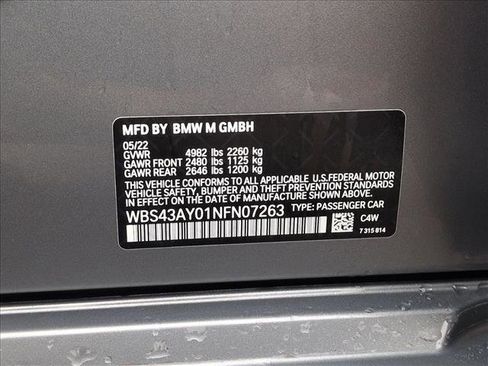 MFD BY BMW M GMBH
05/22
GVWR 4982 lbs 2260 kg
GAWR FRONT 2480 lbs 1125 kg
GAWR REAR 2646 lbs 1200 kg
THIS VEHICLE CONFORMS TO ALL APPLICABLE U.S.FEDERAL MOTOR
VEHICLE SAFETY, BUMPER AND THEFT PREVENTION STANDARDS
IN EFFECT ON THE DATE OF MANUFACTURE SHOWN ABOVE.
WBS43AY01NFN07263 TYPE: PASSENGER CAR
C4W
7 315 814